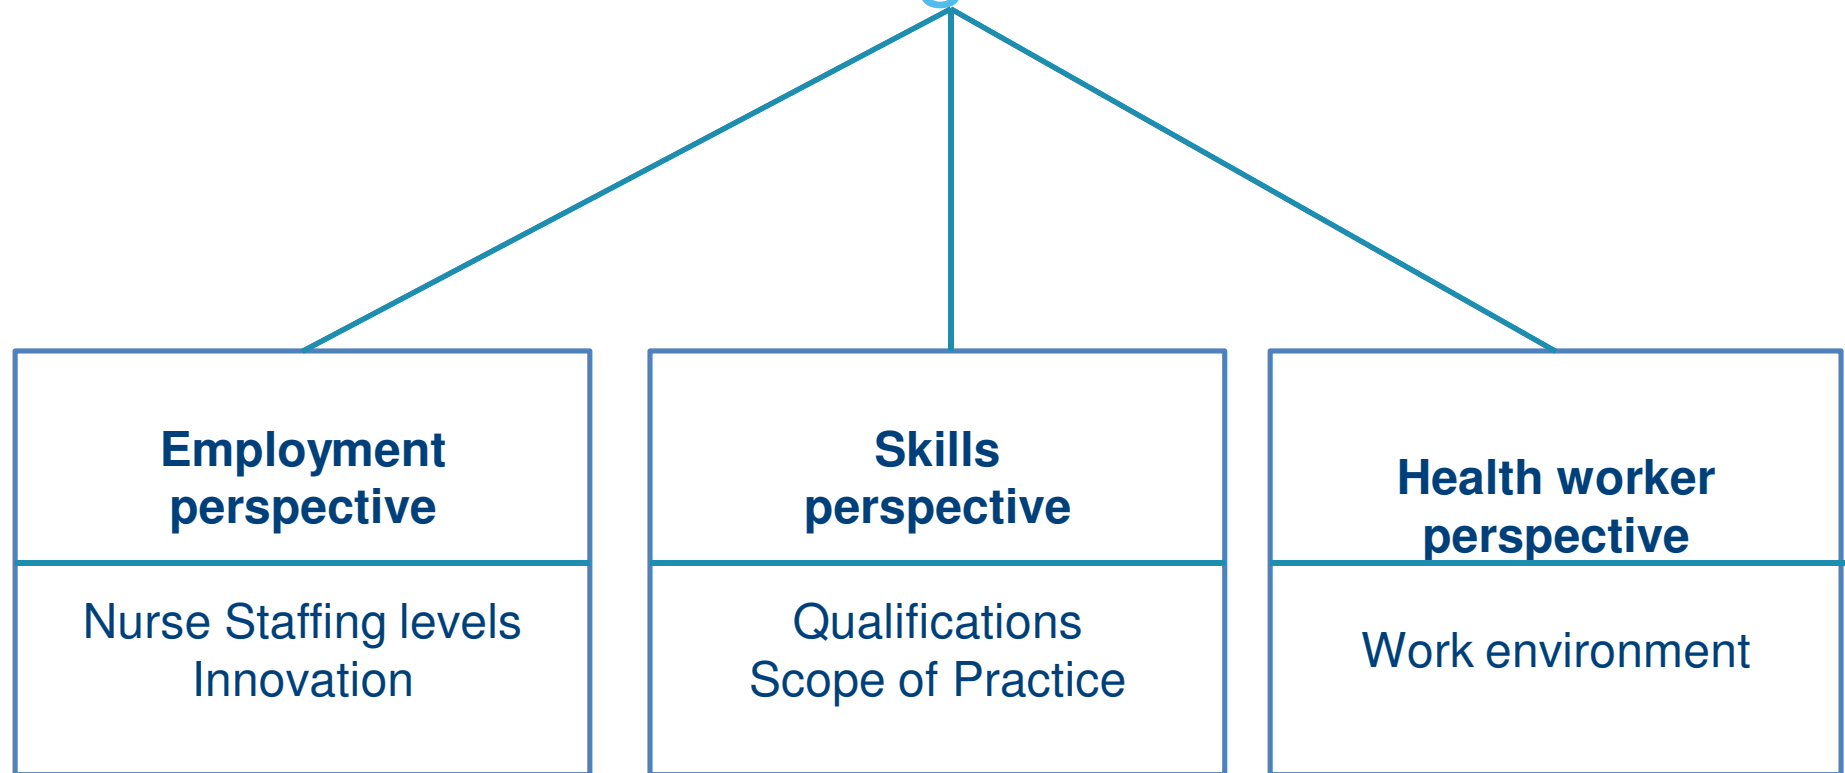 Employment
perspective
Nurse Staffing levels
Innovation
Skills
perspective
Qualifications
Scope of Practice
Health worker
perspective
Work environment